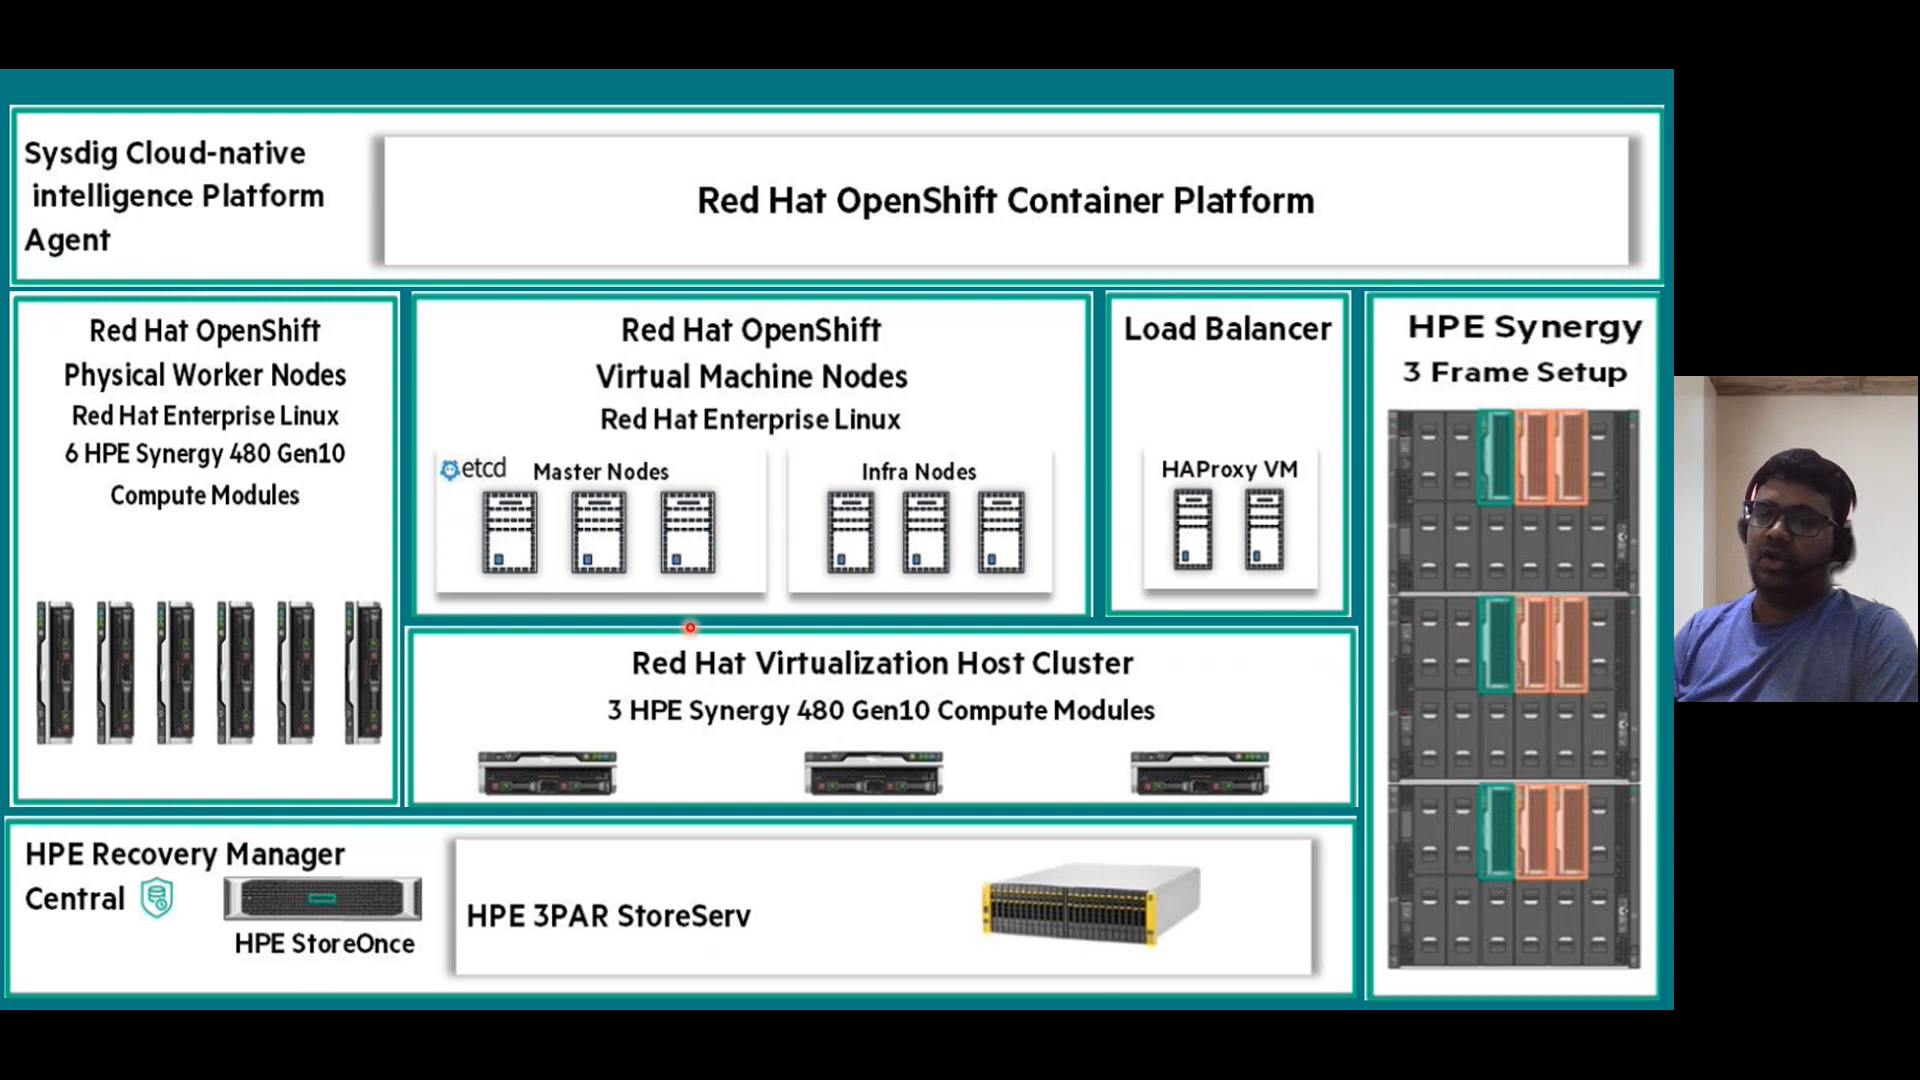 Sysdig Cloud-native
intelligence Platform
Agent
Red Hat OpenShift Container Platform
Red Hat OpenShift
Physical Worker Nodes
Red Hat Enterprise Linux
6 HPE Synergy 480 Gen10
Compute Modules
Red Hat OpenShift
Virtual Machine Nodes
Red Hat Enterprise Linux
etcd
Master Nodes
Infra Nodes
Load Balancer
HAProxy VM
HPE Synergy
3 Frame Setup
Red Hat Virtualization Host Cluster
3 HPE Synergy 480 Gen10 Compute Modules
HPE Recovery Manager
Central
HPE StoreOnce
HPE 3PAR StoreServ